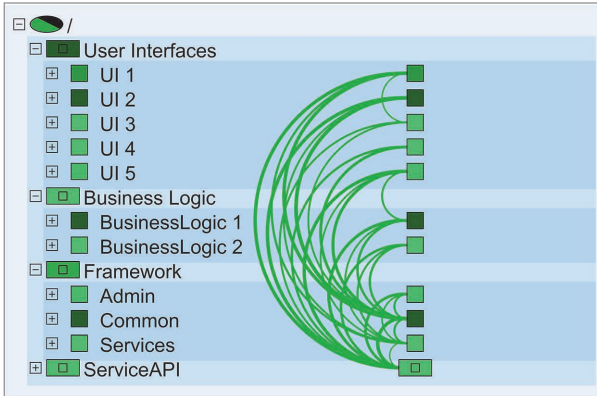 /
User Interfaces
UI 1
UI 2
UI 3
UI 4
UI 5
Business Logic
BusinessLogic 1
BusinessLogic 2
Framework
Admin
Common
Services
ServiceAPI